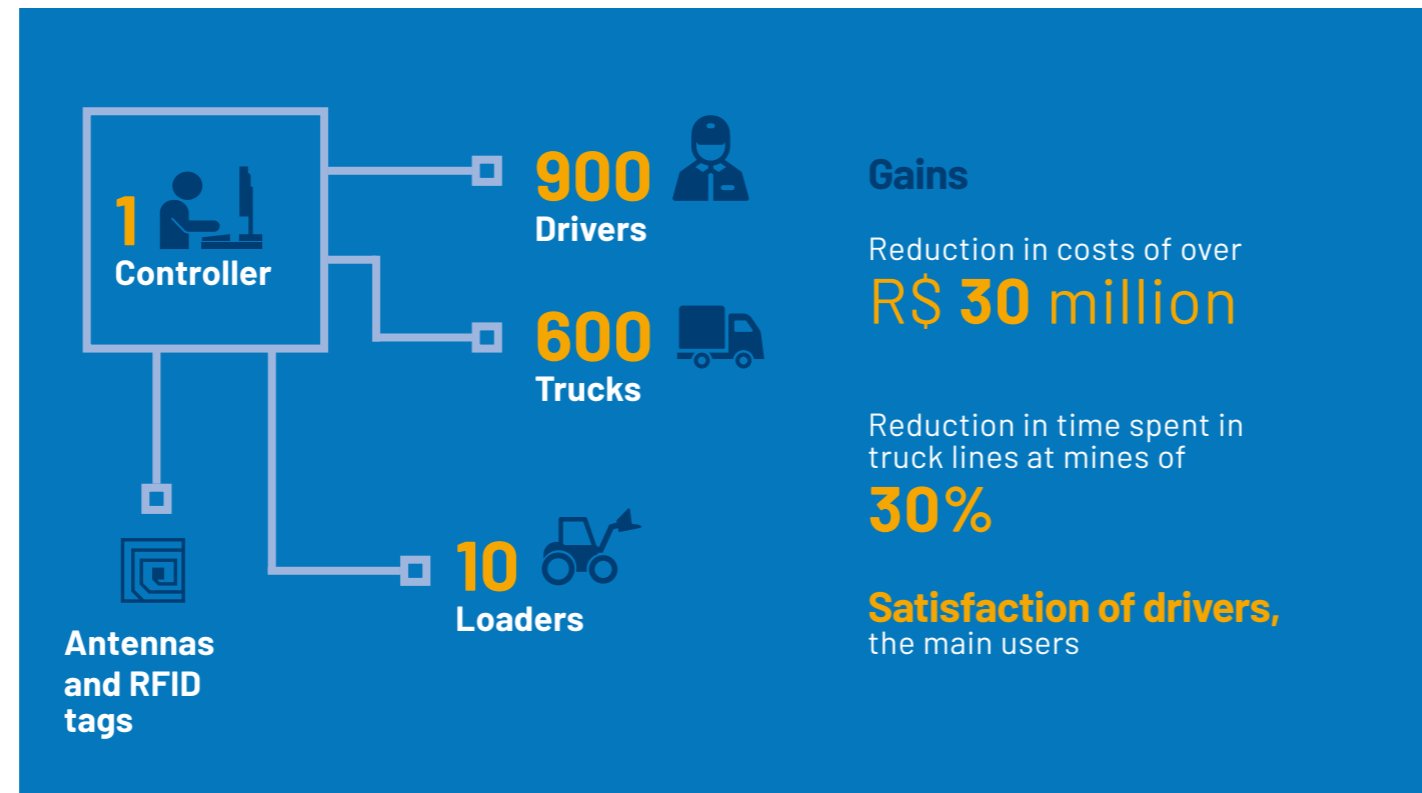 1
Controller
900
Drivers
600
Trucks
10
Loaders
Antennas
and RFID
tags
Gains
Reduction in costs of over
R$ 30 million
Reduction in time spent in
truck lines at mines of
30%
Satisfaction of drivers,
the main users